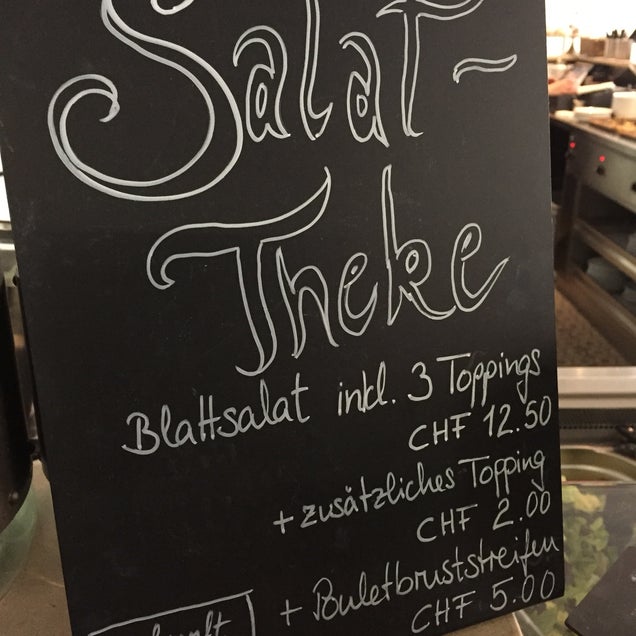 Salat-
Theke
Blattsalat inkl. 3 Toppings
CHF 12.50
+ zusätzliches Topping
CHF 2.00
+ Pouletbruststreifen
CHF 5.00